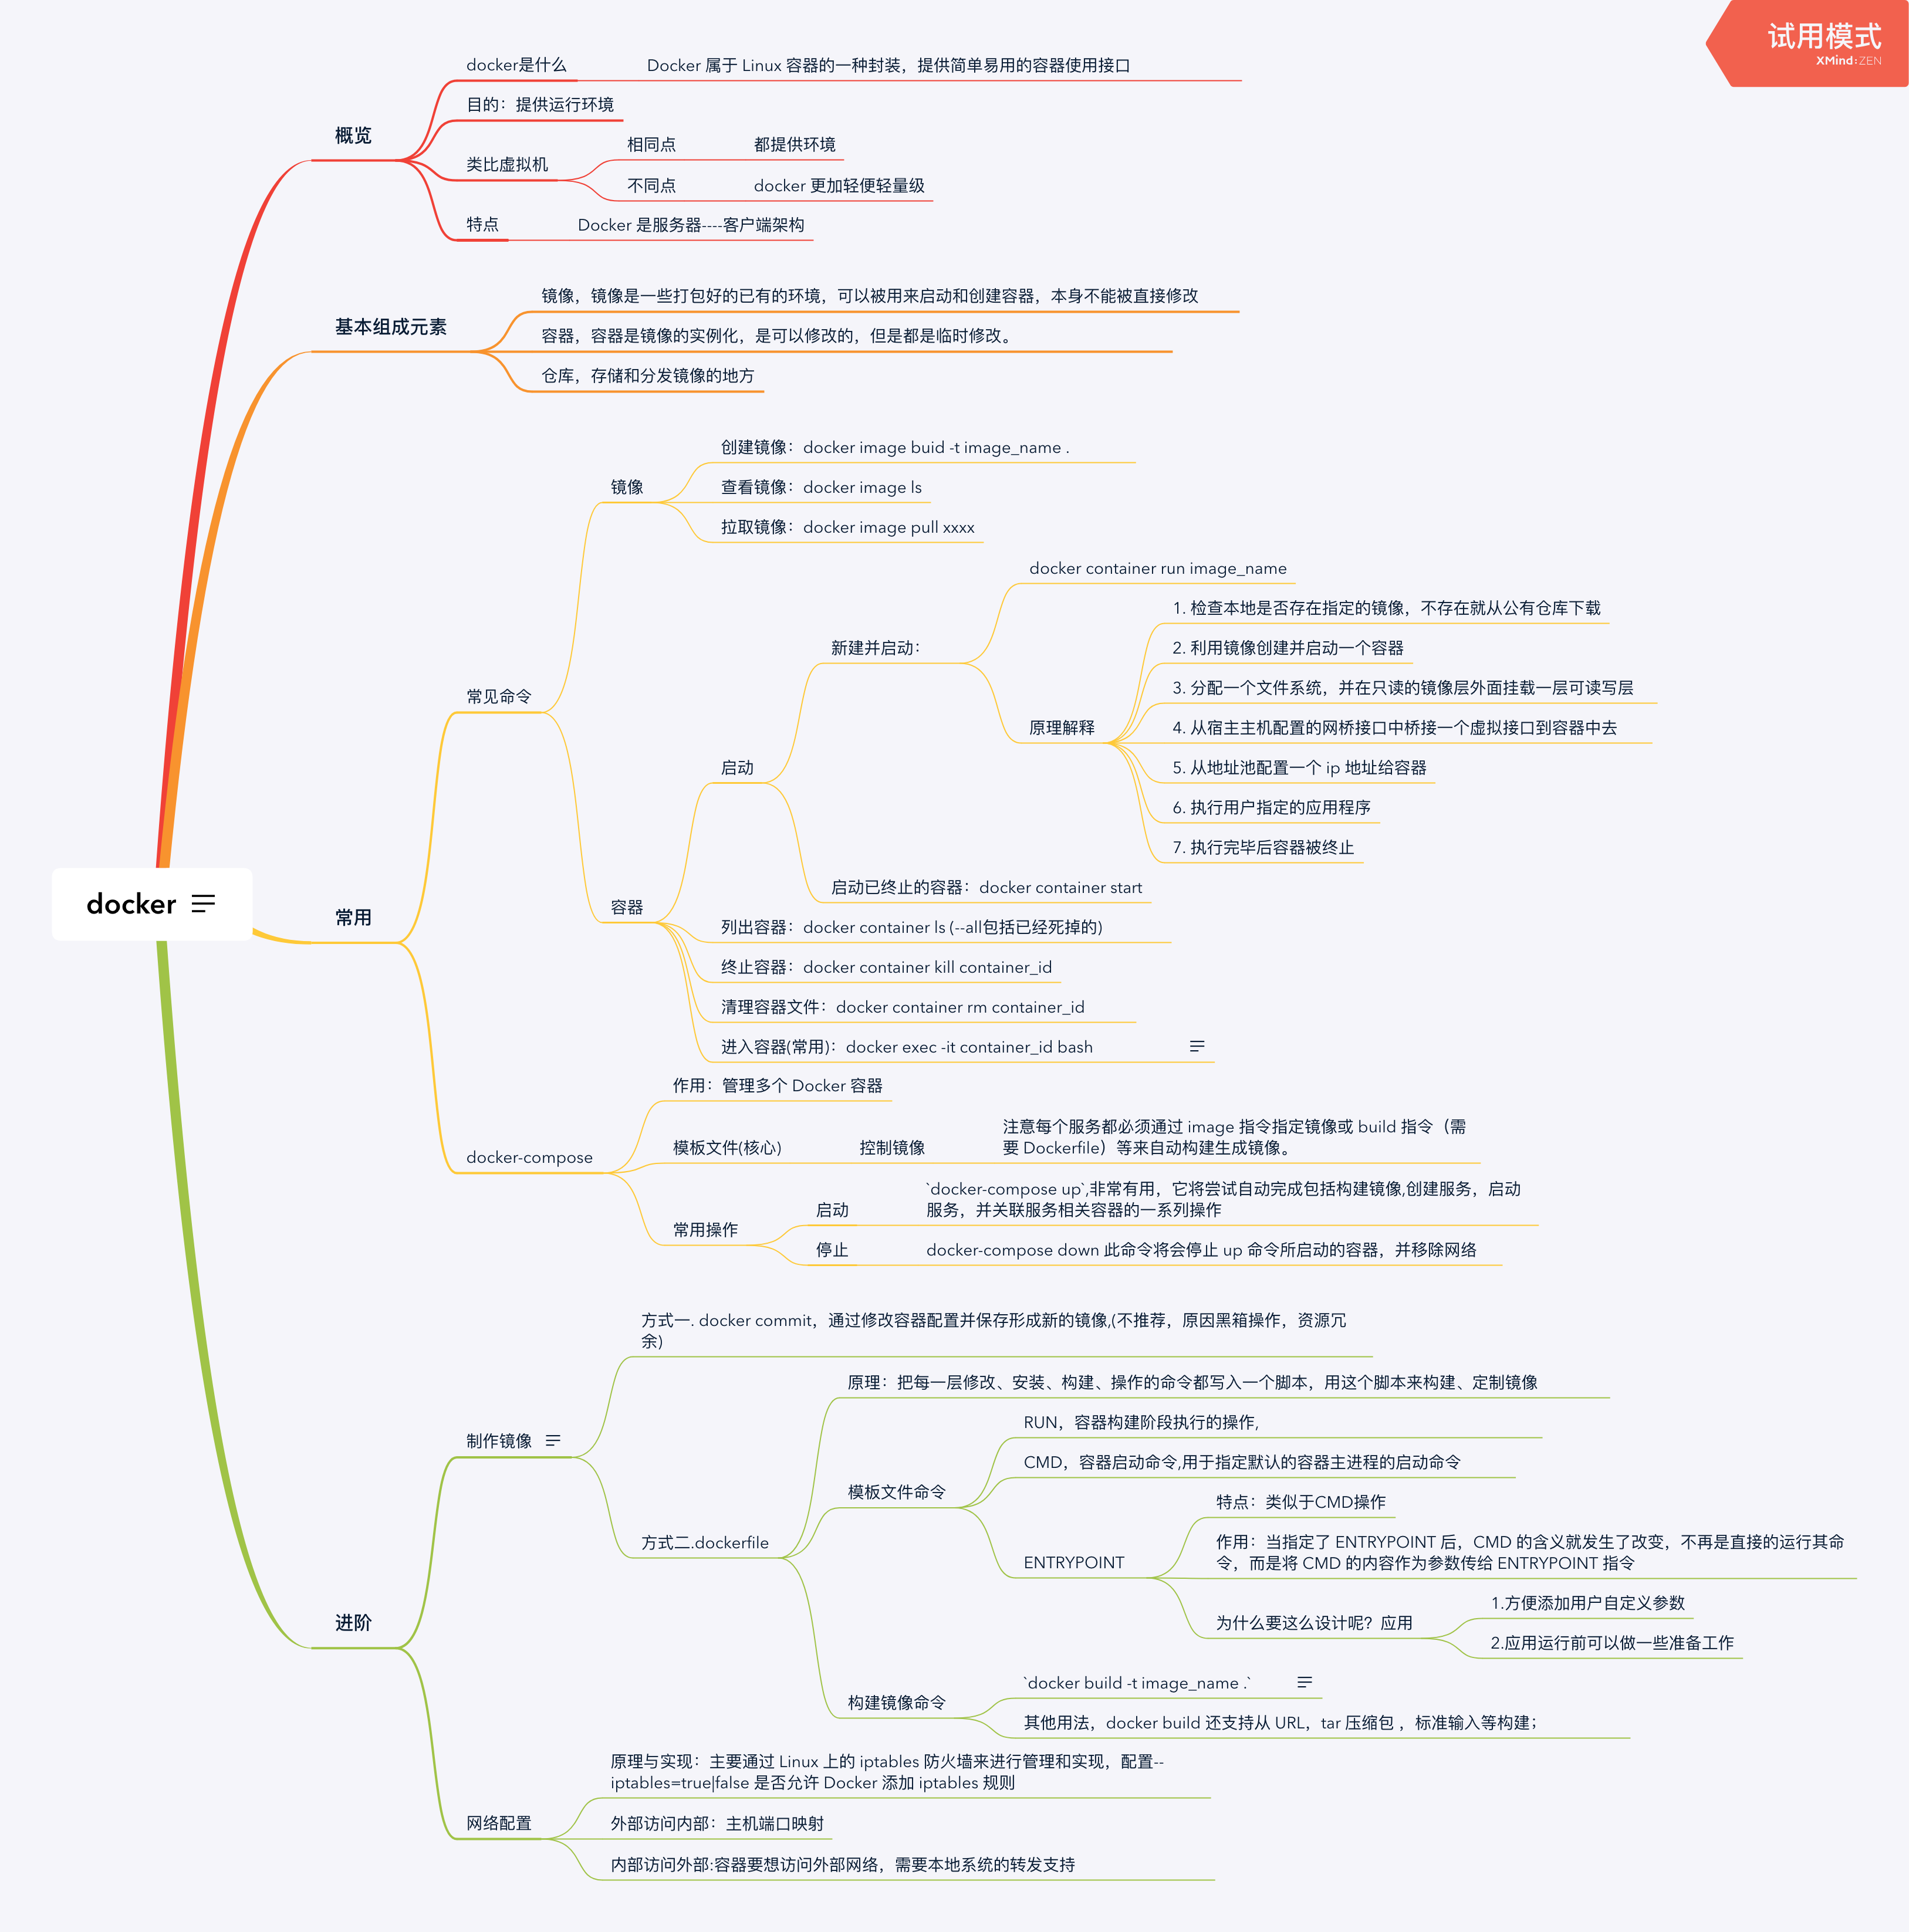 试用模式
XMind:ZEN
docker
概览
docker是什么
Docker 属于 Linux 容器的一种封装，提供简单易用的容器使用接口
目的：提供运行环境
类比虚拟机
相同点
都提供环境
不同点
docker 更加轻便轻量级
特点
Docker 是服务器----客户端架构
基本组成元素
镜像，镜像是一些打包好的已有的环境，可以被用来启动和创建容器，本身不能被直接修改
容器，容器是镜像的实例化，是可以修改的，但是都是临时修改。
仓库，存储和分发镜像的地方
常用
常见命令
镜像
创建镜像：docker image buid -t image_name .
查看镜像：docker image ls
拉取镜像：docker image pull xxxx
容器
启动
新建并启动：
docker container run image_name
原理解释
1. 检查本地是否存在指定的镜像，不存在就从公有仓库下载
2. 利用镜像创建并启动一个容器
3. 分配一个文件系统，并在只读的镜像层外面挂载一层可读写层
4. 从宿主主机配置的网桥接口中桥接一个虚拟接口到容器中去
5. 从地址池配置一个 ip 地址给容器
6. 执行用户指定的应用程序
7. 执行完毕后容器被终止
启动已终止的容器：docker container start
列出容器：docker container ls (--all包括已经死掉的)
终止容器：docker container kill container_id
清理容器文件：docker container rm container_id
进入容器(常用)：docker exec -it container_id bash
docker-compose
作用：管理多个 Docker 容器
模板文件(核心)
控制镜像
注意每个服务都必须通过 image 指令指定镜像或 build 指令（需
要 Dockerfile）等来自动构建生成镜像。
常用操作
启动
`docker-compose up`,非常有用，它将尝试自动完成包括构建镜像,创建服务，启动
服务，并关联服务相关容器的一系列操作
停止
docker-compose down 此命令将会停止 up 命令所启动的容器，并移除网络
进阶
制作镜像
方式一. docker commit，通过修改容器配置并保存形成新的镜像,(不推荐，原因黑箱操作，资源冗
余)
方式二.dockerfile
原理：把每一层修改、安装、构建、操作的命令都写入一个脚本，用这个脚本来构建、定制镜像
模板文件命令
RUN，容器构建阶段执行的操作,
CMD，容器启动命令,用于指定默认的容器主进程的启动命令
ENTRYPOINT
特点：类似于CMD操作
作用：当指定了 ENTRYPOINT 后，CMD 的含义就发生了改变，不再是直接的运行其命
令，而是将 CMD 的内容作为参数传给 ENTRYPOINT 指令
为什么要这么设计呢？应用
1.方便添加用户自定义参数
2.应用运行前可以做一些准备工作
构建镜像命令
`docker build -t image_name .`
其他用法，docker build 还支持从 URL，tar 压缩包 ，标准输入等构建；
网络配置
原理与实现：主要通过 Linux 上的 iptables 防火墙来进行管理和实现，配置--
iptables=true|false 是否允许 Docker 添加 iptables 规则
外部访问内部：主机端口映射
内部访问外部:容器要想访问外部网络，需要本地系统的转发支持